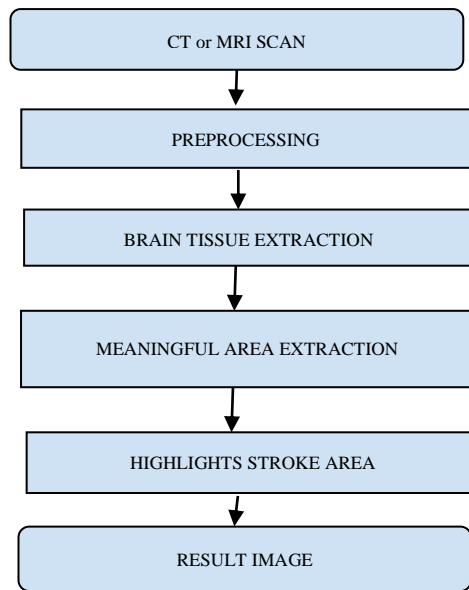 CT or MRI SCAN
PREPROCESSING
BRAIN TISSUE EXTRACTION
MEANINGFUL AREA EXTRACTION
HIGHLIGHTS STROKE AREA
RESULT IMAGE